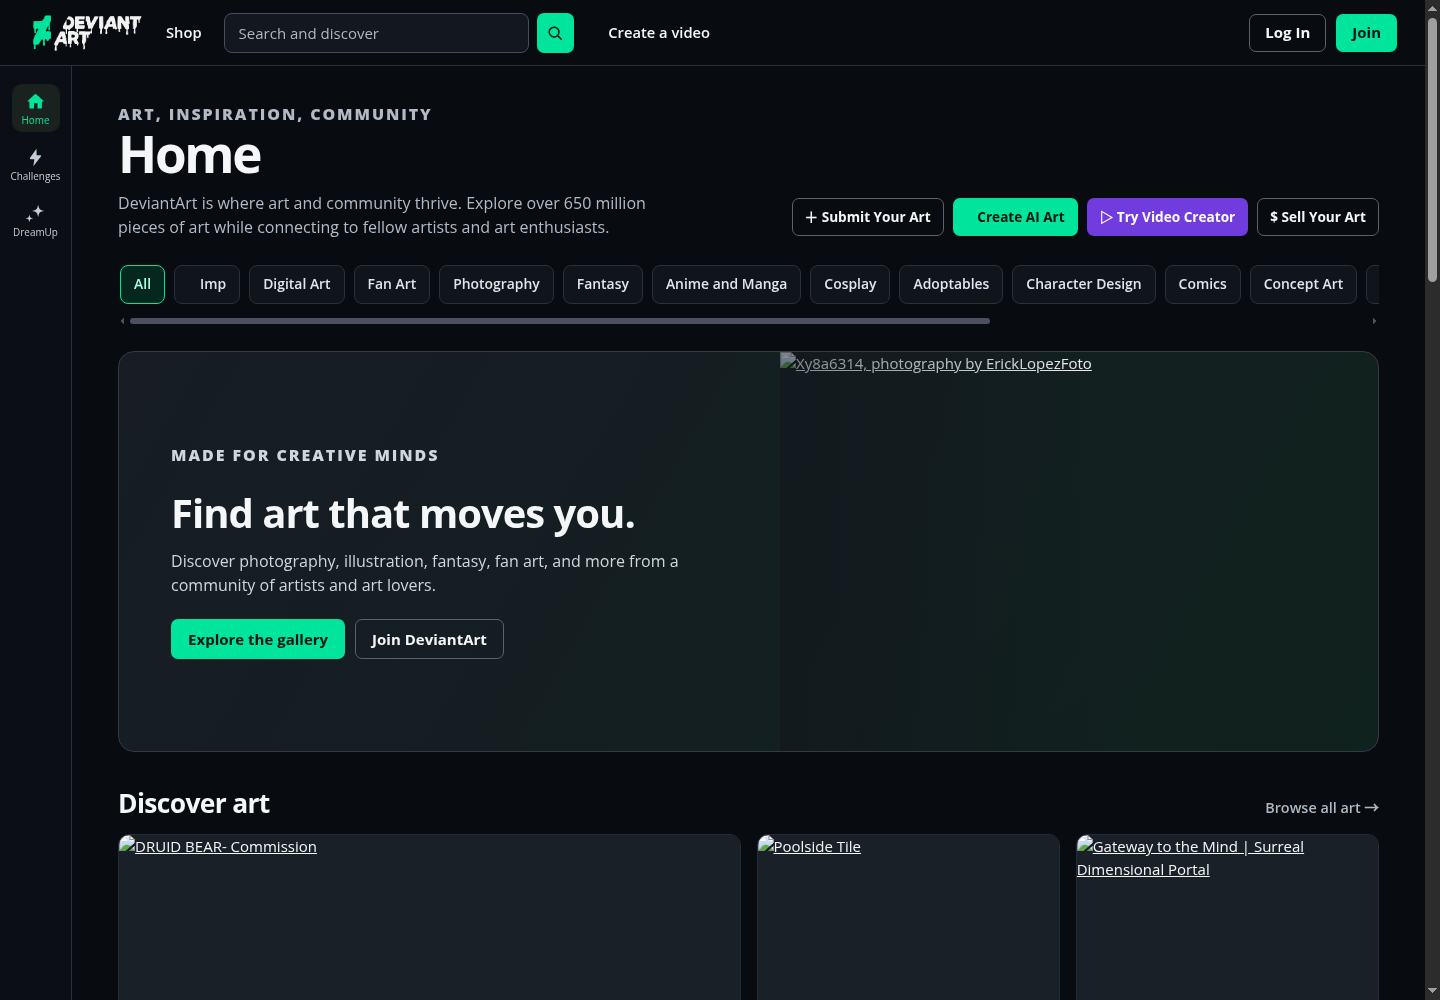 DEVIANT
ART
Shop
Search and discover
Create a video
Log In
Join
Home
Challenges
DreamUp
ART, INSPIRATION, COMMUNITY
Home
DeviantArt is where art and community thrive. Explore over 650 million
pieces of art while connecting to fellow artists and art enthusiasts.
+ Submit Your Art
Create AI Art
Try Video Creator
$ Sell Your Art
All
Imp
Digital Art
Fan Art
Photography
Fantasy
Anime and Manga
Cosplay
Adoptables
Character Design
Comics
Concept Art
Xy8a6314, photography by ErickLopezFoto
MADE FOR CREATIVE MINDS
Find art that moves you.
Discover photography, illustration, fantasy, fan art, and more from a
community of artists and art lovers.
Explore the gallery
Join DeviantArt
Discover art
Browse all art →
DRUID BEAR- Commission
Poolside Tile
Gateway to the Mind | Surreal
Dimensional Portal